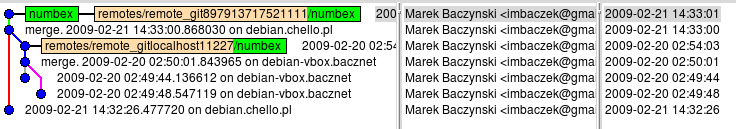 numbex remotes/remote_git897913717521111/numbex 200 Marek Baczynski <imbaczek@gma 2009-02-21 14:33:01
merge. 2009-02-21 14:33:00.868030 on debian.chello.pl Marek Baczynski <imbaczek@gma 2009-02-21 14:33:00
remotes/remote_gitlocalhost11227/numbex 2009-02-20 02:54 Marek Baczynski <imbaczek@gma 2009-02-20 02:54:03
merge. 2009-02-20 02:50:01.843965 on debian-vbox.bacznet Marek Baczynski <imbaczek@gma 2009-02-20 02:50:01
2009-02-20 02:49:44.136612 on debian-vbox.bacznet Marek Baczynski <imbaczek@gma 2009-02-20 02:49:44
2009-02-20 02:49:48.547119 on debian-vbox.bacznet Marek Baczynski <imbaczek@gma 2009-02-20 02:49:48
2009-02-21 14:32:26.477720 on debian.chello.pl Marek Baczynski <imbaczek@gma 2009-02-21 14:32:26